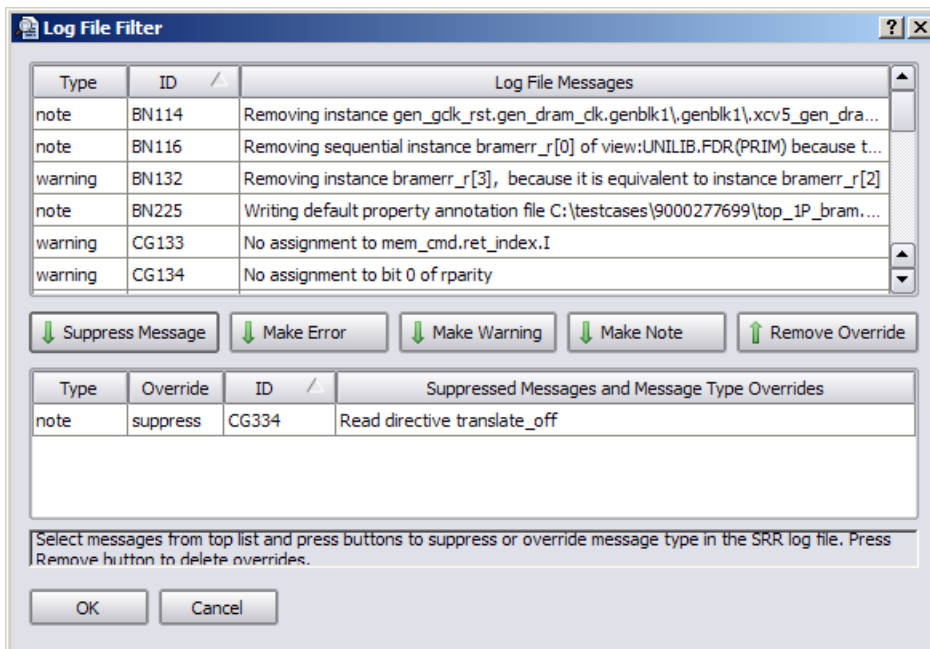 Log File Filter
Type ID Log File Messages
note BN114 Removing instance gen_gclk_rst.gen_dram_clk.genblk1\.genblk1\.xcv5_gen_dra...
note BN116 Removing sequential instance bramerr_r[0] of view:UNILIB.FDR(PRIM) because t...
warning BN132 Removing instance bramerr_r[3], because it is equivalent to instance bramerr_r[2]
note BN225 Writing default property annotation file C:\testcases\9000277699\top_1P_bram....
warning CG133 No assignment to mem_cmd.ret_index.I
warning CG134 No assignment to bit 0 of rparity
Suppress Message Make Error Make Warning Make Note Remove Override
Type Override ID Suppressed Messages and Message Type Overrides
note suppress CG334 Read directive translate_off
Select messages from top list and press buttons to suppress or override message type in the SRR log file. Press
Remove button to delete overrides.
OK Cancel